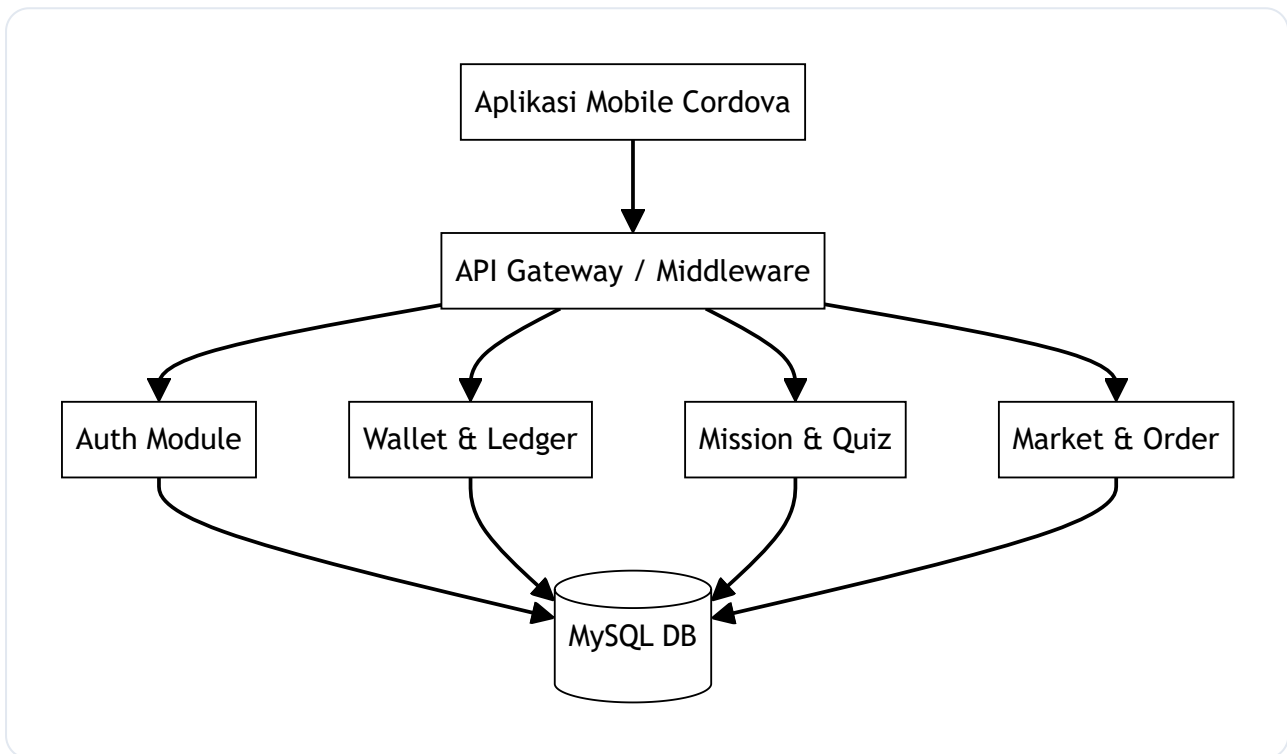 Aplikasi Mobile Cordova
API Gateway / Middleware
Auth Module
Wallet & Ledger
Mission & Quiz
Market & Order
MySQL DB